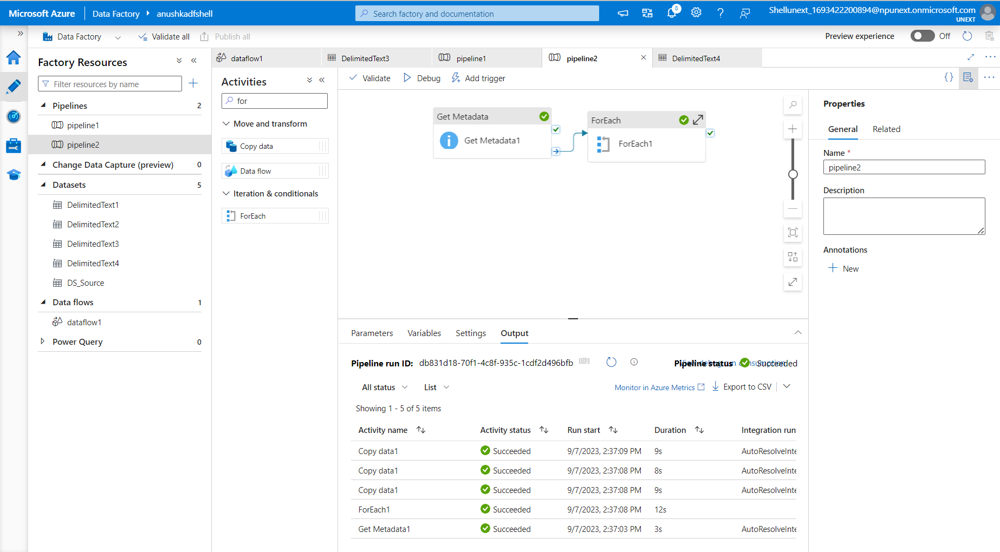 Microsoft Azure
Data Factory
anushkadfshell
Search factory and documentation
8
Shellunext_1693422200894@npunext.onmicrosoft.com
UNEXT
Data Factory
Validate all
Publish all
Preview experience
Off
Factory Resources
Filter resources by name
Pipelines 2
pipeline1
pipeline2
Change Data Capture (preview) 0
Datasets 5
DelimitedText1
DelimitedText2
DelimitedText3
DelimitedText4
DS_Source
Data flows 1
dataflow1
Power Query 0
dataflow1
DelimitedText3
pipeline1
pipeline2
DelimitedText4
Activities
for
Move and transform
Copy data
Data flow
Iteration & conditionals
ForEach
Validate
Debug
Add trigger
Get Metadata
Get Metadata1
ForEach
ForEach1
Properties
General
Related
Name *
pipeline2
Description
Annotations
New
Parameters
Variables
Settings
Output
Pipeline run ID: db831d18-70f1-4c8f-935c-1cdf2d496bfb
Pipeline status Succeeded
All status
List
Monitor in Azure Metrics
Export to CSV
Showing 1 - 5 of 5 items
Activity name Activity status Run start Duration Integration run
Copy data1 Succeeded 9/7/2023, 2:37:09 PM 9s AutoResolveInte
Copy data1 Succeeded 9/7/2023, 2:37:08 PM 8s AutoResolveInte
Copy data1 Succeeded 9/7/2023, 2:37:08 PM 9s AutoResolveInte
ForEach1 Succeeded 9/7/2023, 2:37:08 PM 12s
Get Metadata1 Succeeded 9/7/2023, 2:37:03 PM 3s AutoResolveInte